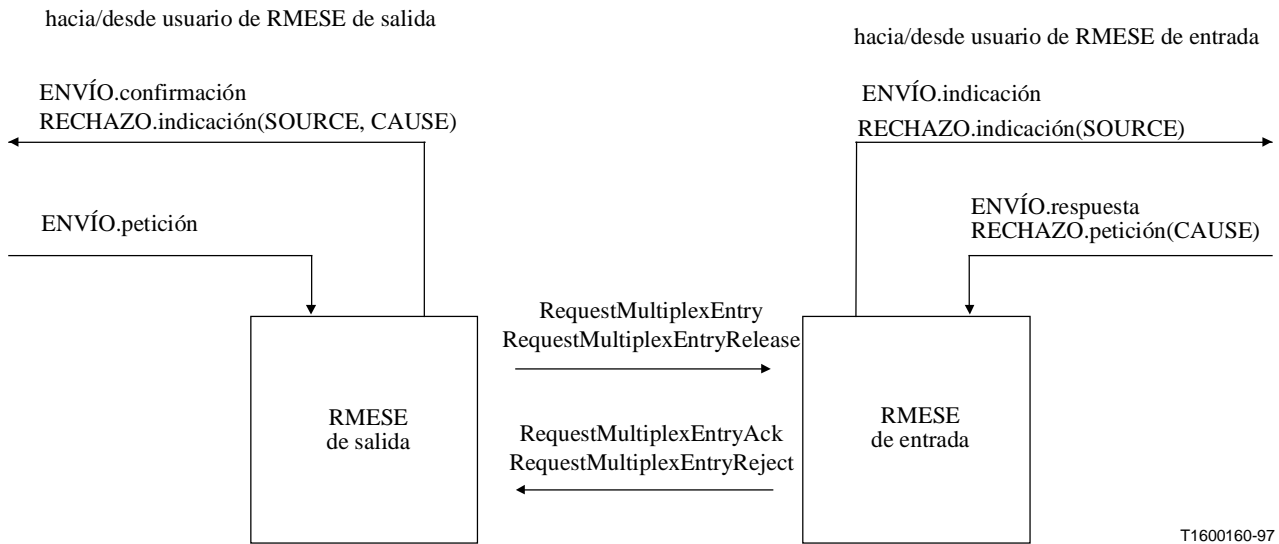 hacia/desde usuario de RMESE de salida
hacia/desde usuario de RMESE de entrada
ENVÍO.confirmación
RECHAZO.indicación(SOURCE, CAUSE)
ENVÍO.indicación
RECHAZO.indicación(SOURCE)
ENVÍO.petición
ENVÍO.respuesta
RECHAZO.petición(CAUSE)
RequestMultiplexEntry
RequestMultiplexEntryRelease
RMESE
de salida
RequestMultiplexEntryAck
RequestMultiplexEntryReject
RMESE
de entrada
T1600160-97